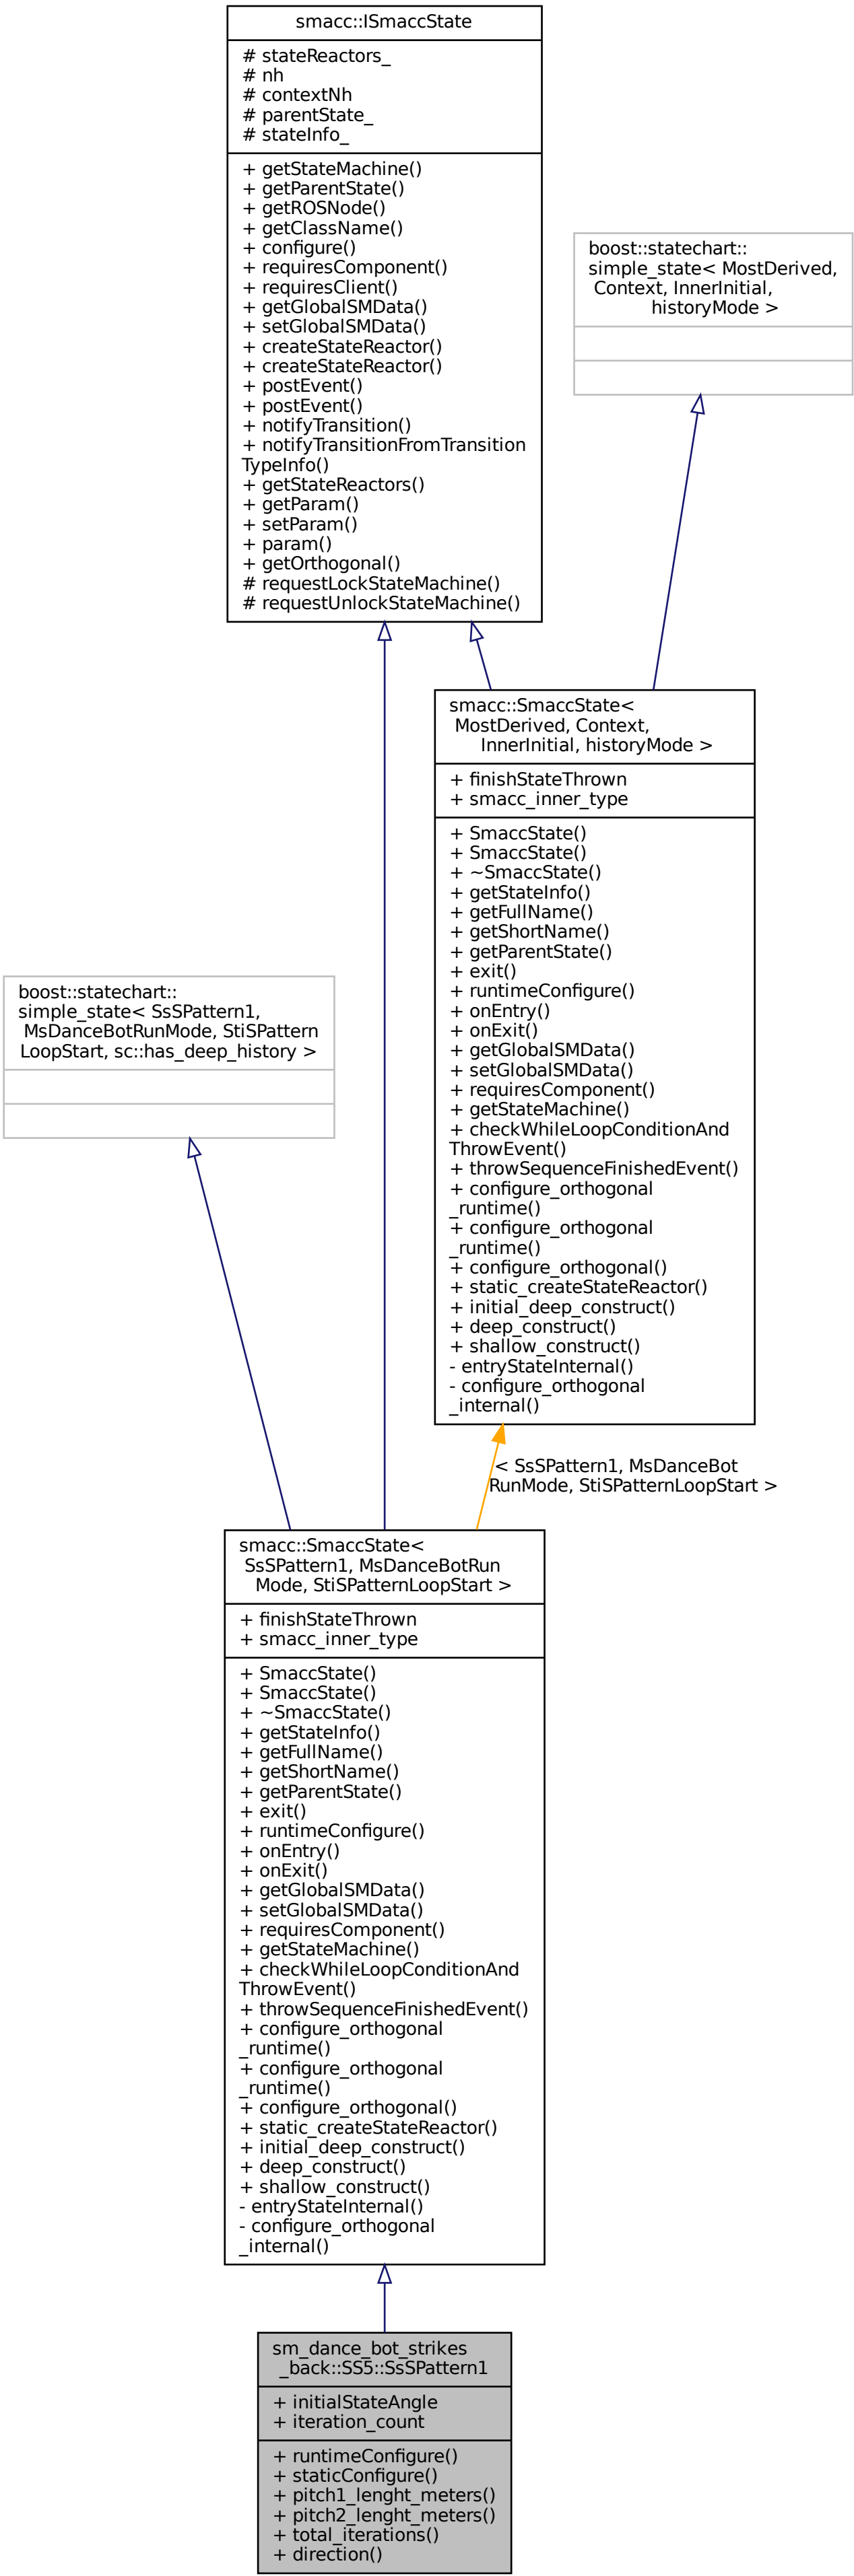 smacc::ISmaccState
# stateReactors_
# nh
# contextNh
# parentState_
# stateInfo_
+ getStateMachine()
+ getParentState()
+ getROSNode()
+ getClassName()
+ configure()
+ requiresComponent()
+ requiresClient()
+ getGlobalSMData()
+ setGlobalSMData()
+ createStateReactor()
+ createStateReactor()
+ postEvent()
+ postEvent()
+ notifyTransition()
+ notifyTransitionFromTransition
TypeInfo()
+ getStateReactors()
+ getParam()
+ setParam()
+ param()
+ getOrthogonal()
# requestLockStateMachine()
# requestUnlockStateMachine()
boost::statechart::
simple_state< MostDerived,
Context, InnerInitial,
historyMode >
smacc::SmaccState<
MostDerived, Context,
InnerInitial, historyMode >
+ finishStateThrown
+ smacc_inner_type
+ SmaccState()
+ SmaccState()
+ ~SmaccState()
+ getStateInfo()
+ getFullName()
+ getShortName()
+ getParentState()
+ exit()
+ runtimeConfigure()
+ onEntry()
+ onExit()
+ getGlobalSMData()
+ setGlobalSMData()
+ requiresComponent()
+ getStateMachine()
+ checkWhileLoopConditionAnd
ThrowEvent()
+ throwSequenceFinishedEvent()
+ configure_orthogonal
_runtime()
+ configure_orthogonal
_runtime()
+ configure_orthogonal()
+ static_createStateReactor()
+ initial_deep_construct()
+ deep_construct()
+ shallow_construct()
- entryStateInternal()
- configure_orthogonal
_internal()
boost::statechart::
simple_state< SsSPattern1,
MsDanceBotRunMode, StiSPattern
LoopStart, sc::has_deep_history >
< SsSPattern1, MsDanceBot
RunMode, StiSPatternLoopStart >
smacc::SmaccState<
SsSPattern1, MsDanceBotRun
Mode, StiSPatternLoopStart >
+ finishStateThrown
+ smacc_inner_type
+ SmaccState()
+ SmaccState()
+ ~SmaccState()
+ getStateInfo()
+ getFullName()
+ getShortName()
+ getParentState()
+ exit()
+ runtimeConfigure()
+ onEntry()
+ onExit()
+ getGlobalSMData()
+ setGlobalSMData()
+ requiresComponent()
+ getStateMachine()
+ checkWhileLoopConditionAnd
ThrowEvent()
+ throwSequenceFinishedEvent()
+ configure_orthogonal
_runtime()
+ configure_orthogonal
_runtime()
+ configure_orthogonal()
+ static_createStateReactor()
+ initial_deep_construct()
+ deep_construct()
+ shallow_construct()
- entryStateInternal()
- configure_orthogonal
_internal()
sm_dance_bot_strikes
_back::SS5::SsSPattern1
+ initialStateAngle
+ iteration_count
+ runtimeConfigure()
+ staticConfigure()
+ pitch1_lenght_meters()
+ pitch2_lenght_meters()
+ total_iterations()
+ direction()